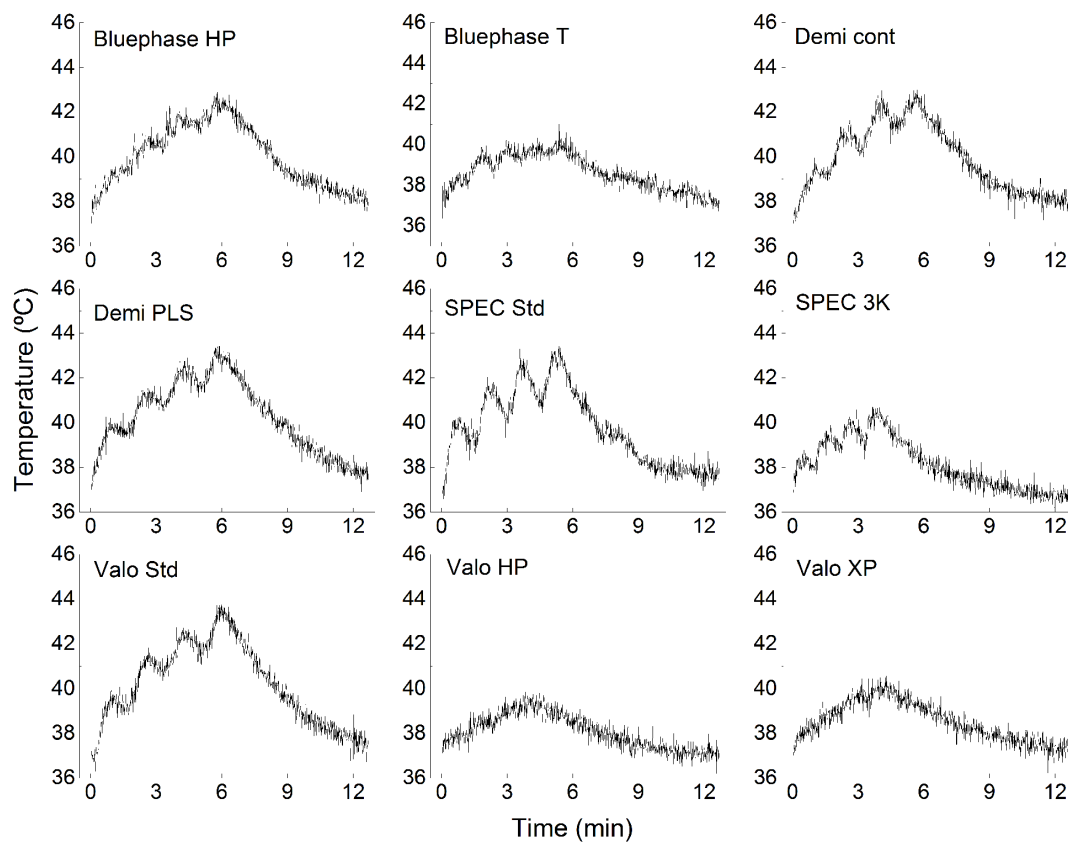 Bluephase HP
Bluephase T
Demi cont
46
44
42
40
38
36
0 3 6 9 12
44
42
40
38
36
0 3 6 9 12
46
44
42
40
38
36
0 3 6 9 12
Temperature (ºC)
Demi PLS
SPEC Std
SPEC 3K
46
44
42
40
38
36
0 3 6 9 12
46
44
42
40
38
36
0 3 6 9 12
46
44
42
40
38
36
0 3 6 9 12
Valo Std
Valo HP
Valo XP
46
44
42
40
38
36
0 3 6 9 12
46
44
42
40
38
36
0 3 6 9 12
46
44
42
40
38
36
0 3 6 9 12
Time (min)